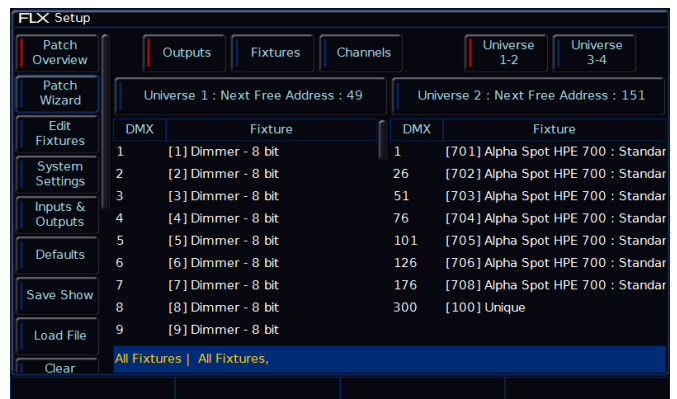 FLX Setup
Patch
Overview
Outputs
Fixtures
Channels
Universe
1-2
Universe
3-4
Patch
Wizard
Universe 1 : Next Free Address : 49
Universe 2 : Next Free Address : 151
Edit
Fixtures
System
Settings
Inputs &
Outputs
Defaults
Save Show
Load File
Clear
DMX Fixture
1 [1] Dimmer - 8 bit
2 [2] Dimmer - 8 bit
3 [3] Dimmer - 8 bit
4 [4] Dimmer - 8 bit
5 [5] Dimmer - 8 bit
6 [6] Dimmer - 8 bit
7 [7] Dimmer - 8 bit
8 [8] Dimmer - 8 bit
9 [9] Dimmer - 8 bit
DMX Fixture
1 [701] Alpha Spot HPE 700 : Standar
26 [702] Alpha Spot HPE 700 : Standar
51 [703] Alpha Spot HPE 700 : Standar
76 [704] Alpha Spot HPE 700 : Standar
101 [705] Alpha Spot HPE 700 : Standar
126 [706] Alpha Spot HPE 700 : Standar
176 [708] Alpha Spot HPE 700 : Standar
300 [100] Unique
All Fixtures | All Fixtures,